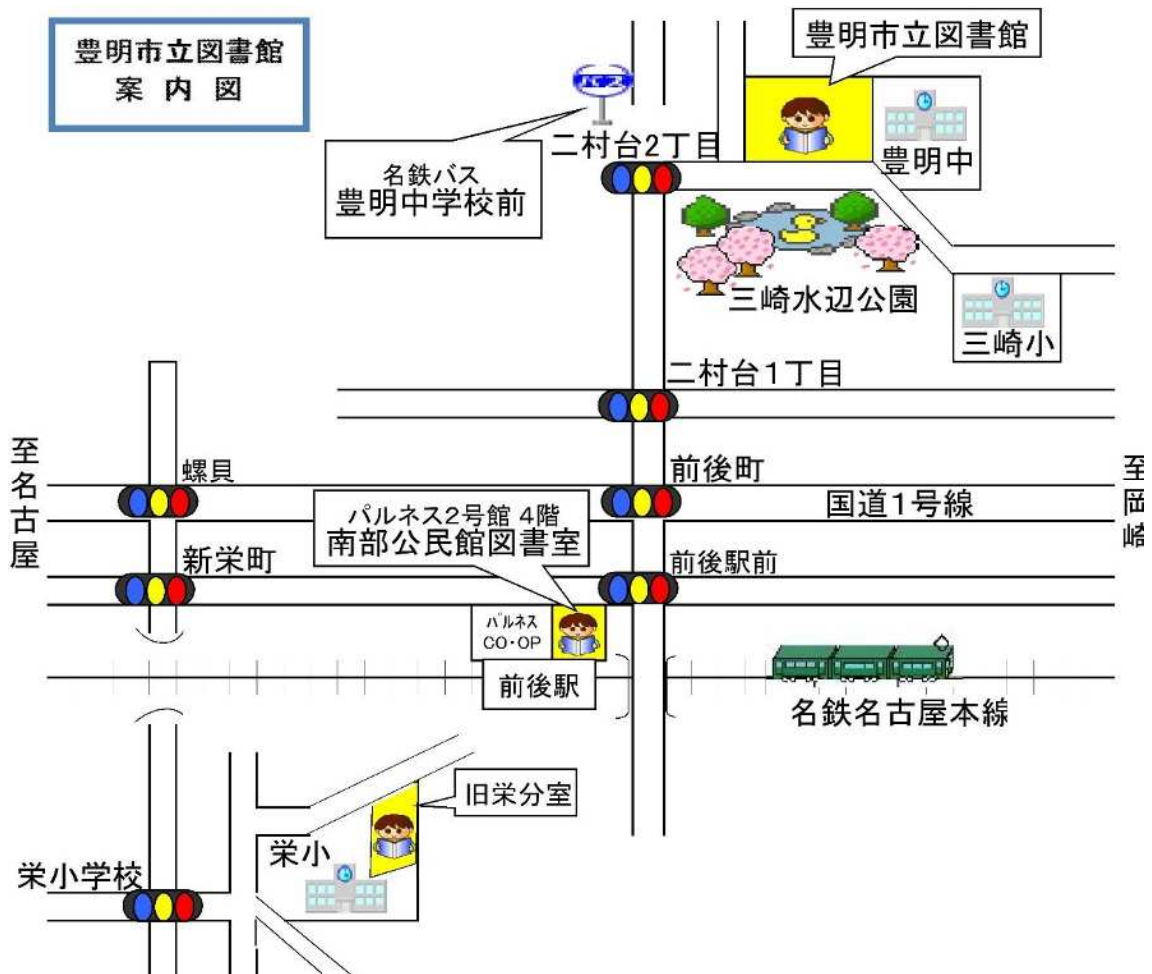 豊明市立図書館
案 内 図
豊明市立図書館
二村台2丁目
豊明中
名鉄バス
豊明中学校前
三崎水辺公園
三崎小
二村台1丁目
至名古屋
螺貝
前後町
至岡崎
国道1号線
パルネス2号館 4階
南部公民館図書室
新栄町
前後駅前
パルネス
CO・OP
前後駅
名鉄名古屋本線
旧栄分室
栄小
栄小学校